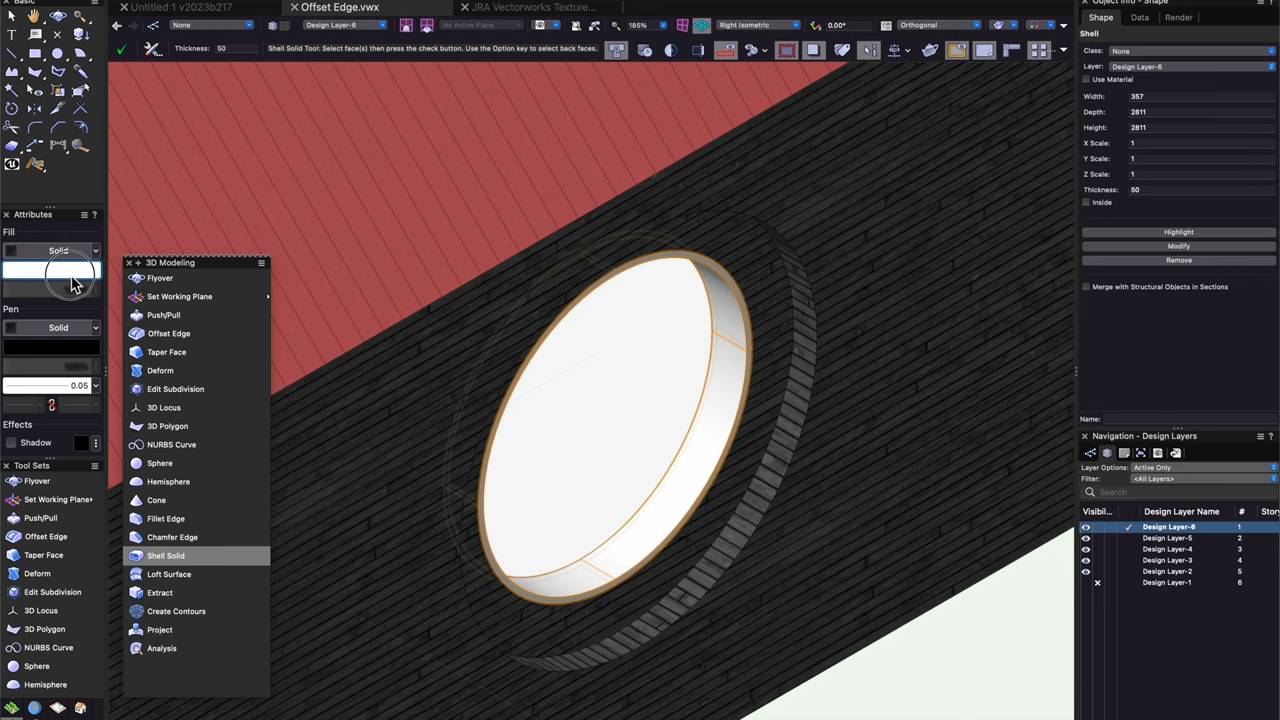 Basic
Untitled 1 v2023b217
Offset Edge.vwx
JRA Vectorworks Texture...
None
Design Layer-6
No Active Plane
185%
Right Isometric
0.00°
Orthogonal
Thickness: 50
Shell Solid Tool: Select face(s) then press the check button. Use the Option key to select back faces.
Attributes
Fill
Solid
Pen
Solid
100%
0.05
Effects
Shadow
Tool Sets
Flyover
Set Working Plane
Push/Pull
Offset Edge
Taper Face
Deform
Edit Subdivision
3D Locus
3D Polygon
NURBS Curve
Sphere
Hemisphere
3D Modeling
Flyover
Set Working Plane
Push/Pull
Offset Edge
Taper Face
Deform
Edit Subdivision
3D Locus
3D Polygon
NURBS Curve
Sphere
Hemisphere
Cone
Fillet Edge
Chamfer Edge
Shell Solid
Loft Surface
Extract
Create Contours
Project
Analysis
Object Info - Shape
Shape Data Render
Shell
Class: None
Layer: Design Layer-6
Use Material
Width: 357
Depth: 2811
Height: 2811
X Scale: 1
Y Scale: 1
Z Scale: 1
Thickness: 50
Inside
Highlight
Modify
Remove
Merge with Structural Objects in Sections
Name:
Navigation - Design Layers
Layer Options: Active Only
Filter: <All Layers>
Search
Visibil... Design Layer Name # Story
Design Layer-6 1
Design Layer-5 2
Design Layer-4 3
Design Layer-3 4
Design Layer-2 5
Design Layer-1 6